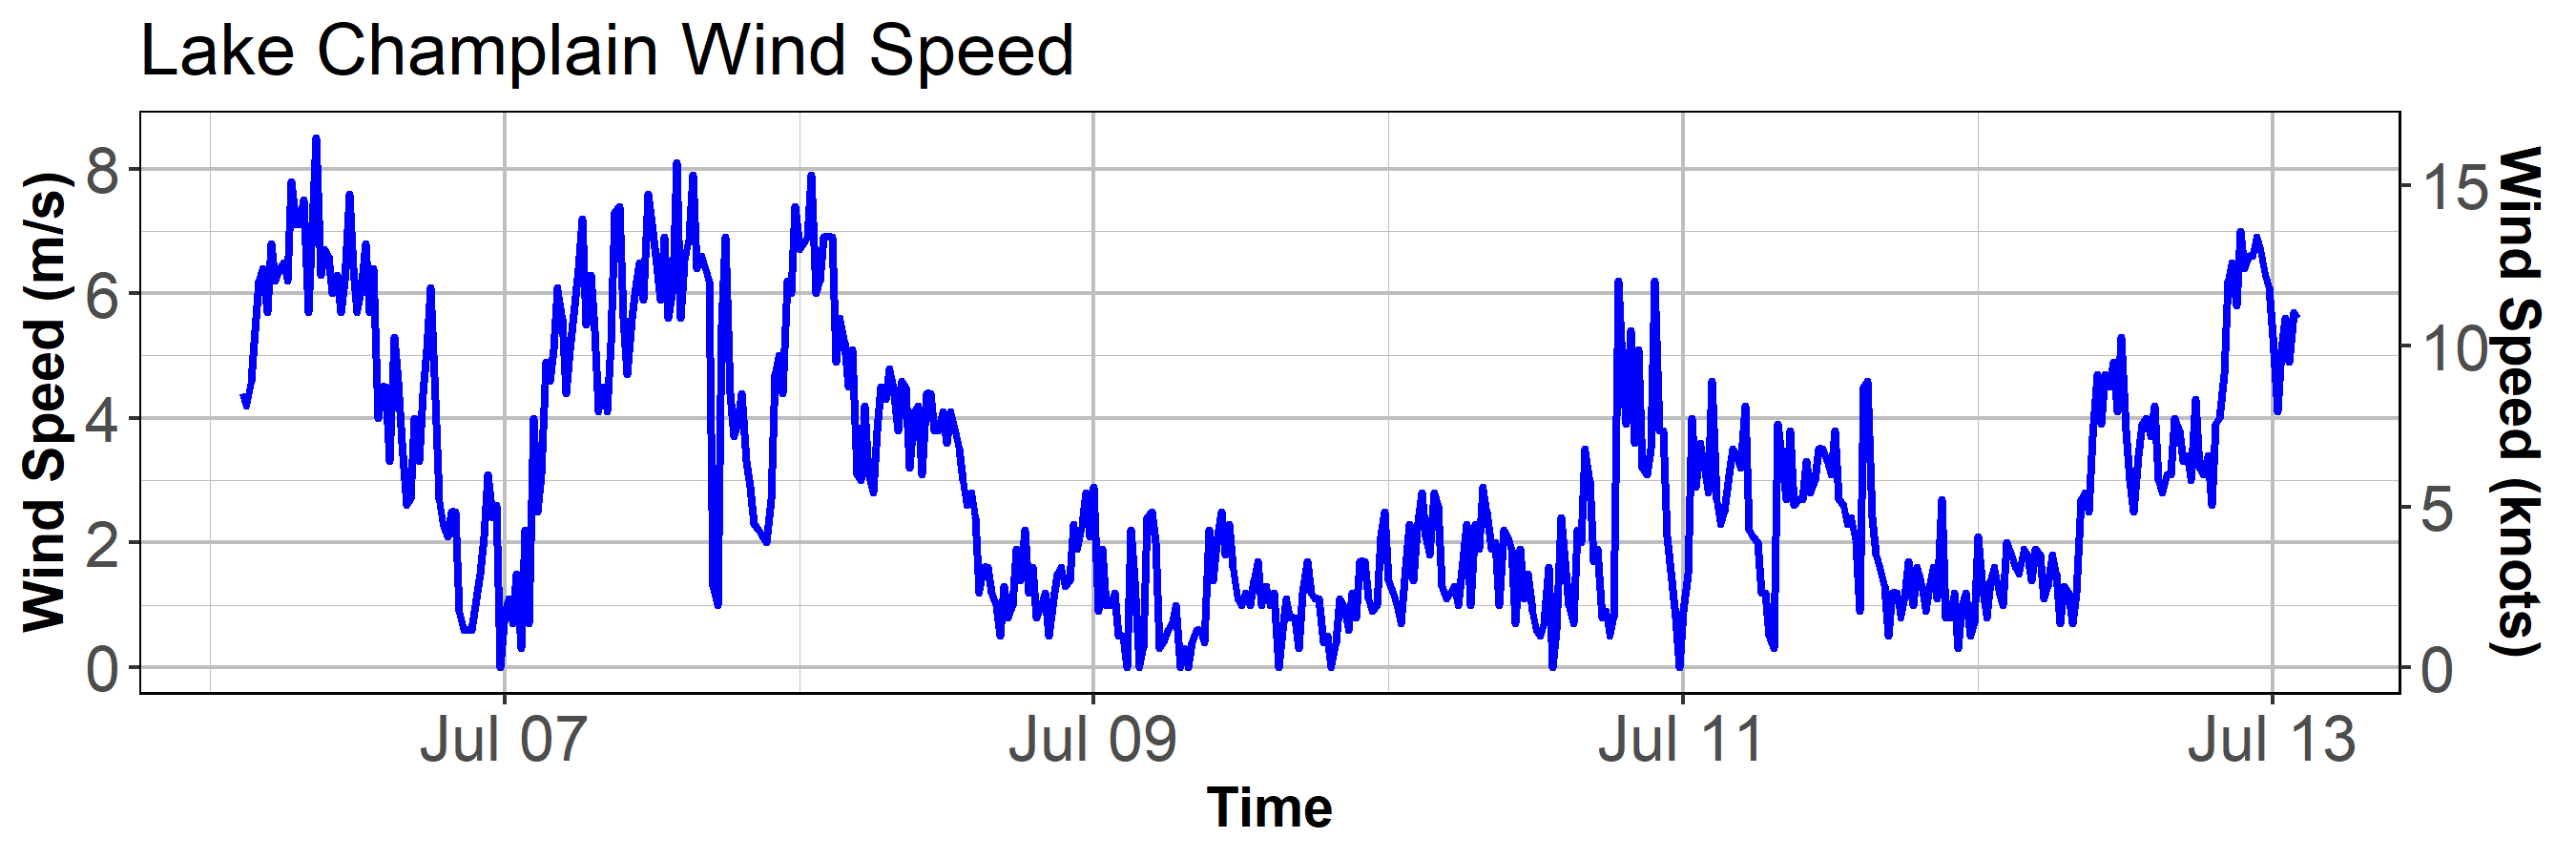 Lake Champlain Wind Speed
Wind Speed (m/s)
8
6
4
2
0
15
10
5
0
Wind Speed (knots)
Jul 07
Jul 09
Jul 11
Jul 13
Time